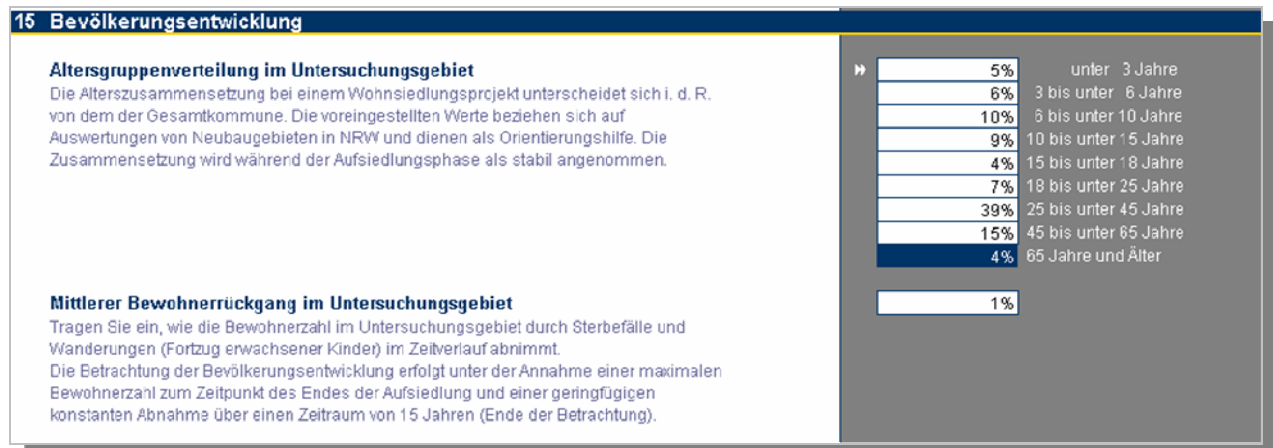 15 Bevölkerungsentwicklung
Altersgruppenverteilung im Untersuchungsgebiet
Die Alterszusammensetzung bei einem Wohnsiedlungsprojekt unterscheidet sich i. d. R.
von dem der Gesamtkommune. Die voreingestellten Werte beziehen sich auf
Auswertungen von Neubaugebieten in NRW und dienen als Orientierungshilfe. Die
Zusammensetzung wird während der Aufsiedlungsphase als stabil angenommen.
5% unter 3 Jahre
6% 3 bis unter 6 Jahre
10% 6 bis unter 10 Jahre
9% 10 bis unter 15 Jahre
4% 15 bis unter 18 Jahre
7% 18 bis unter 25 Jahre
39% 25 bis unter 45 Jahre
15% 45 bis unter 65 Jahre
4% 65 Jahre und Älter
Mittlerer Bewohnerrückgang im Untersuchungsgebiet
1%
Tragen Sie ein, wie die Bewohnerzahl im Untersuchungsgebiet durch Sterbefälle und
Wanderungen (Fortzug erwachsener Kinder) im Zeitverlauf abnimmt.
Die Betrachtung der Bevölkerungsentwicklung erfolgt unter der Annahme einer maximalen
Bewohnerzahl zum Zeitpunkt des Endes der Aufsiedlung und einer geringfügigen
konstanten Abnahme über einen Zeitraum von 15 Jahren (Ende der Betrachtung).